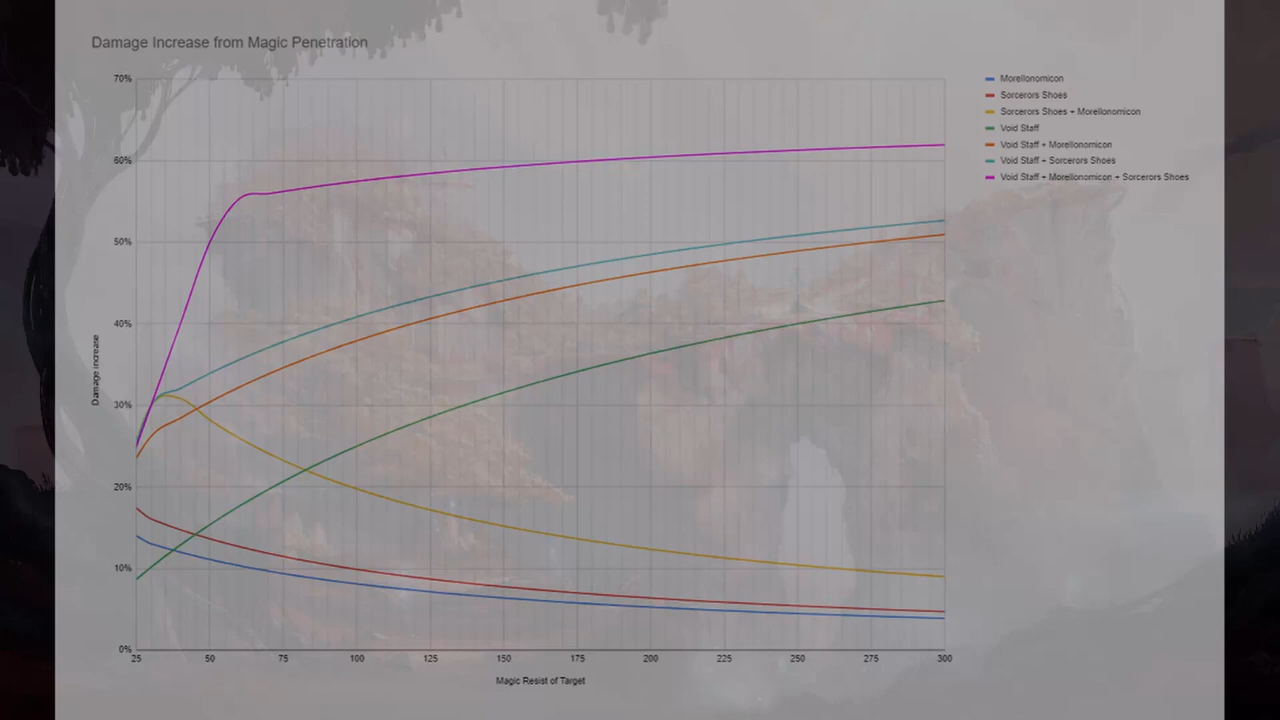 Damage Increase from Magic Penetration
70%
60%
50%
40%
30%
20%
10%
0%
Damage increase
25 50 75 100 125 150 175 200 225 250 275 300
Magic Resist of Target
Morellonomicon
Sorcerors Shoes
Sorcerors Shoes + Morellonomicon
Void Staff
Void Staff + Morellonomicon
Void Staff + Sorcerors Shoes
Void Staff + Morellonomicon + Sorcerors Shoes